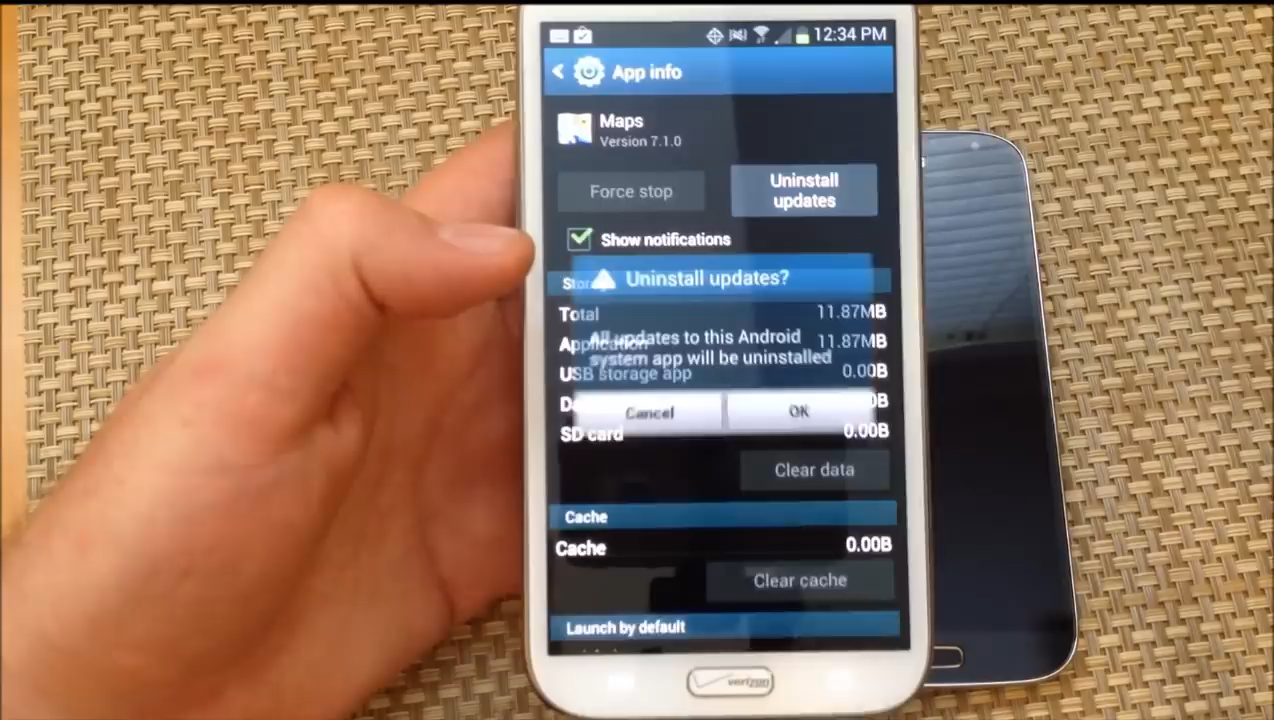 12:34 PM
App info
Maps
Version 7.1.0
Force stop
Uninstall
updates
Show notifications
Storage
Uninstall updates?
Total 11.87MB
All updates to this Android
system app will be uninstalled
Application 11.87MB
USB storage app 0.00B
Cancel OK
SD card 0.00B
Clear data
Cache
Cache 0.00B
Clear cache
Launch by default
verizon